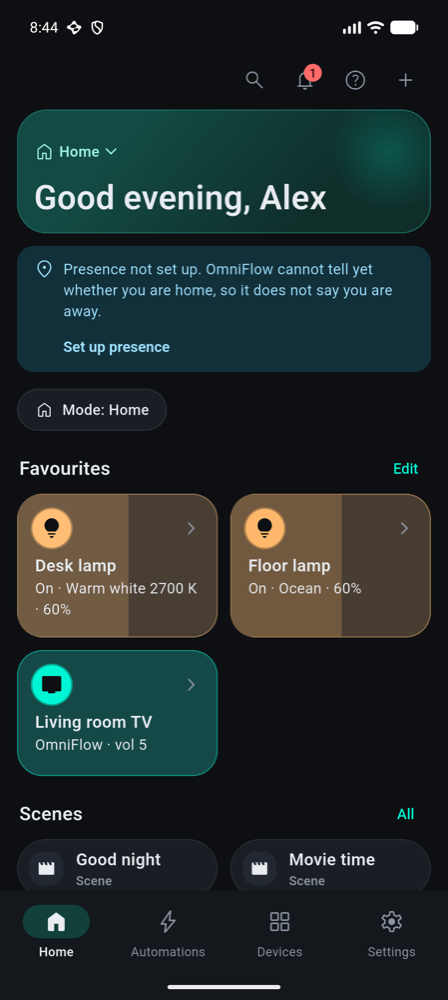 8:44
1
Home
Good evening, Alex
Presence not set up. OmniFlow cannot tell yet
whether you are home, so it does not say you are
away.
Set up presence
Mode: Home
Favourites
Edit
Desk lamp
On · Warm white 2700 K
· 60%
Floor lamp
On · Ocean · 60%
Living room TV
OmniFlow · vol 5
Scenes
All
Good night
Scene
Movie time
Scene
Home
Automations
Devices
Settings